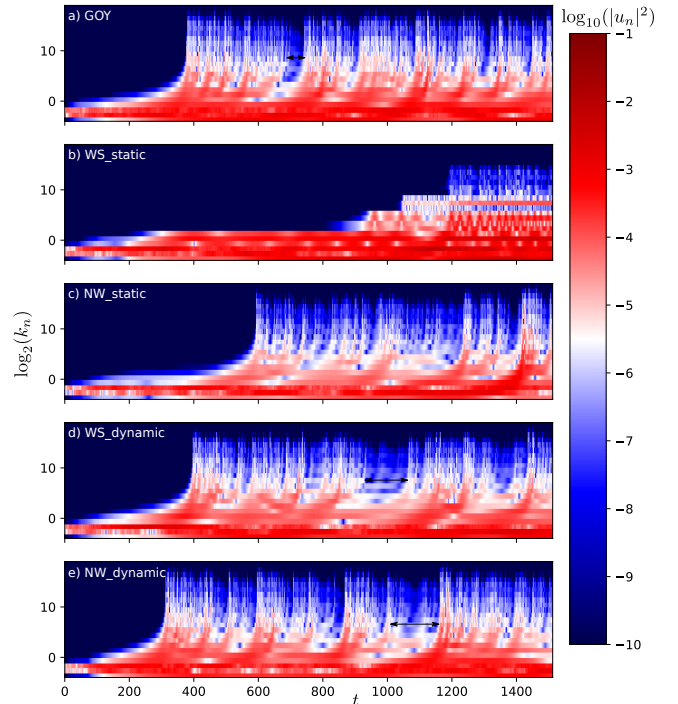 log₁₀(|uₙ|²)
a) GOY
10
0
b) WS_static
10
0
c) NW_static
10
0
d) WS_dynamic
10
0
e) NW_dynamic
10
0
log₂(kₙ)
0 200 400 600 800 1000 1200 1400
t
−1
−2
−3
−4
−5
−6
−7
−8
−9
−10